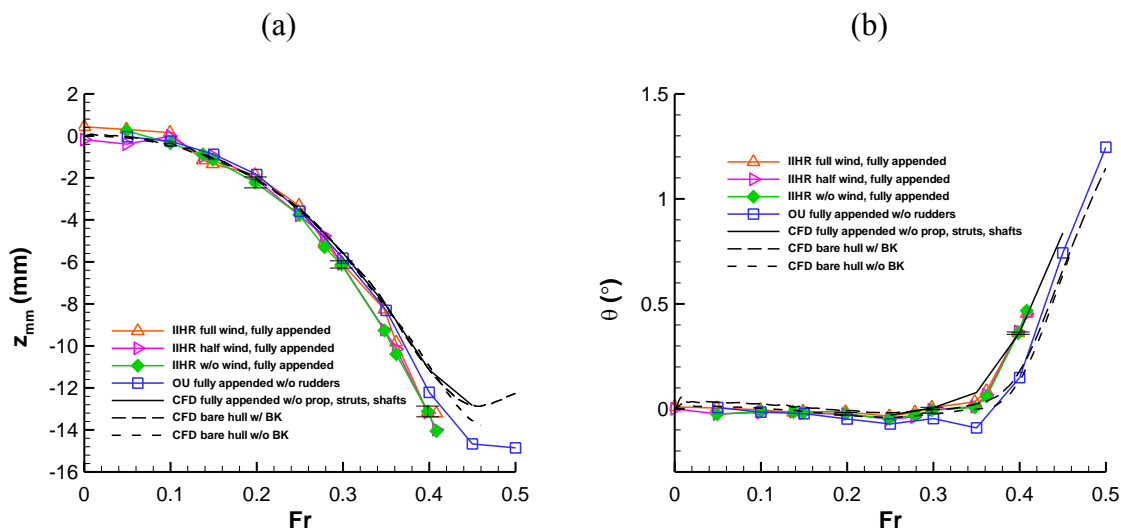 (a)
2
0
-2
-4
-6
-8
-10
-12
-14
-16
z mm (mm)
IIHR full wind, fully appended
IIHR half wind, fully appended
IIHR w/o wind, fully appended
OU fully appended w/o rudders
CFD fully appended w/o prop, struts, shafts
CFD bare hull w/ BK
CFD bare hull w/o BK
0 0.1 0.2 0.3 0.4 0.5
Fr
(b)
1.5
1
0.5
0
θ (°)
IIHR full wind, fully appended
IIHR half wind, fully appended
IIHR w/o wind, fully appended
OU fully appended w/o rudders
CFD fully appended w/o prop, struts, shafts
CFD bare hull w/ BK
CFD bare hull w/o BK
0 0.1 0.2 0.3 0.4 0.5
Fr